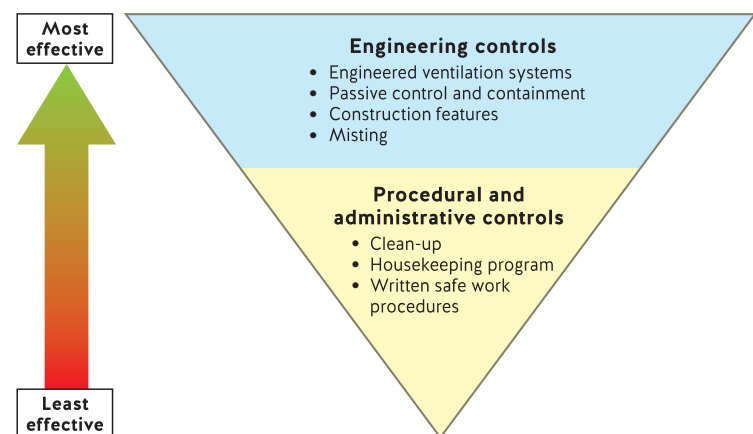 Most
effective
Engineering controls
• Engineered ventilation systems
• Passive control and containment
• Construction features
• Misting
Procedural and
administrative controls
• Clean-up
• Housekeeping program
• Written safe work
procedures
Least
effective